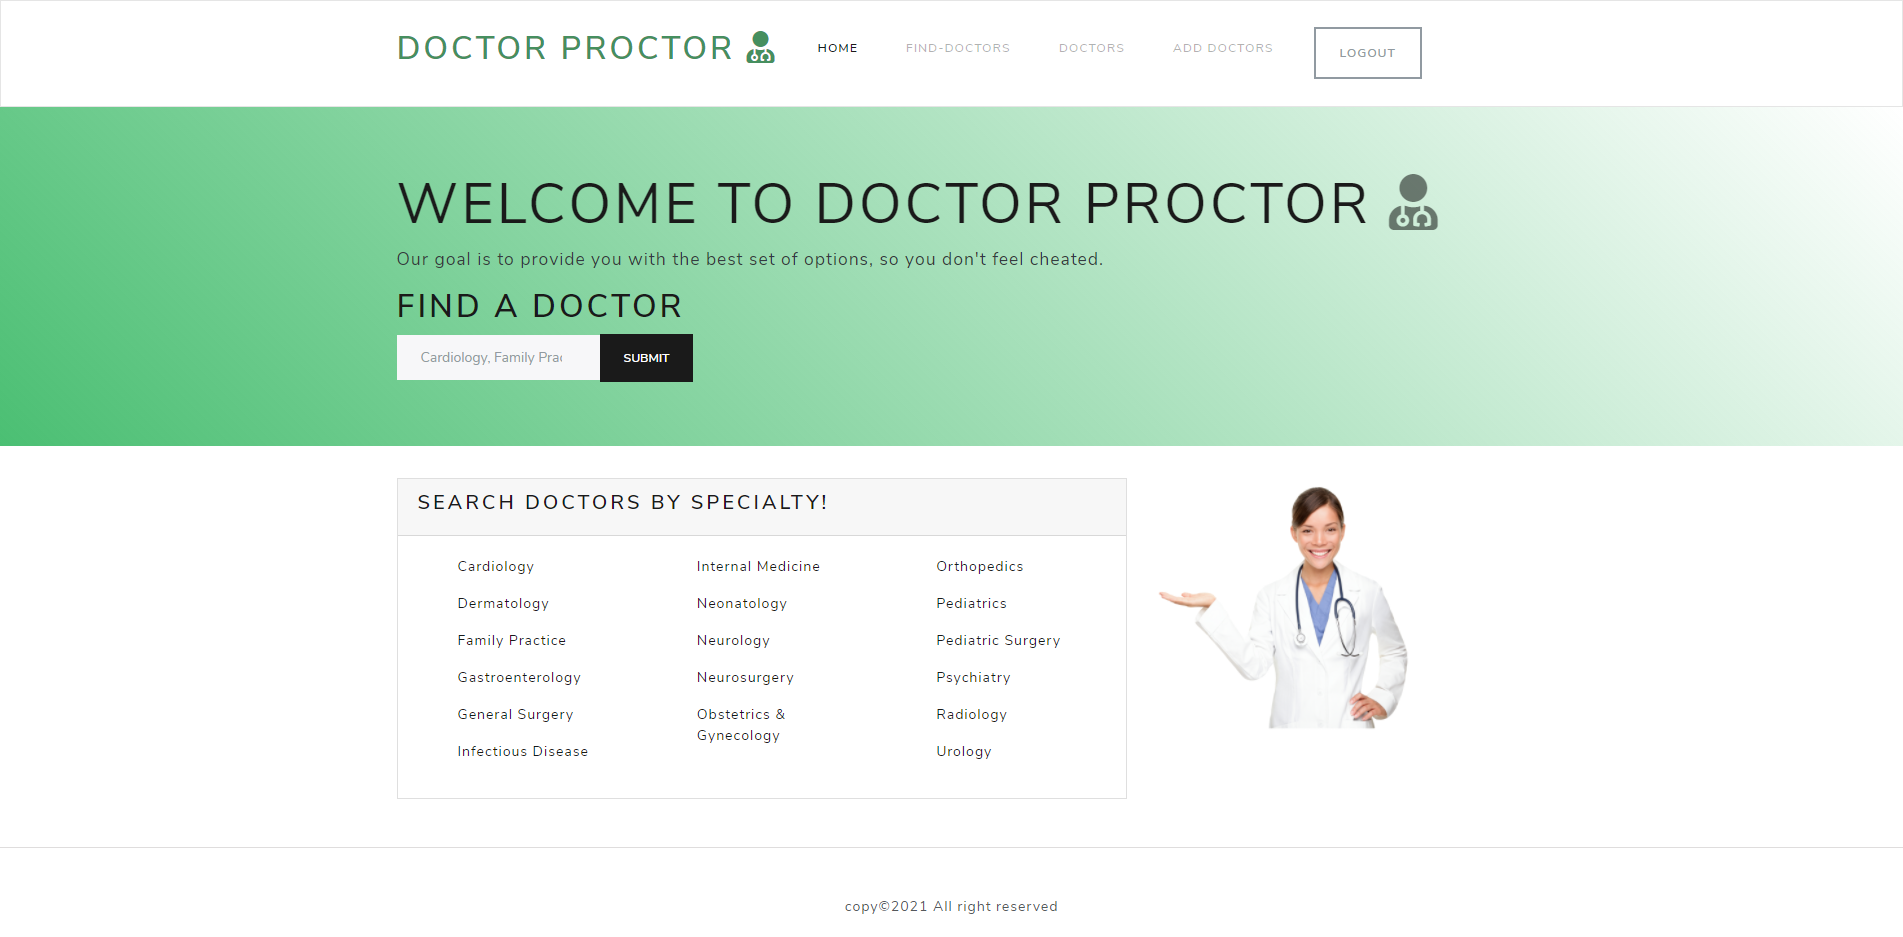 DOCTOR PROCTOR
HOME
FIND-DOCTORS
DOCTORS
ADD DOCTORS
LOGOUT
WELCOME TO DOCTOR PROCTOR
Our goal is to provide you with the best set of options, so you don't feel cheated.
FIND A DOCTOR
Cardiology, Family Prac
SUBMIT
SEARCH DOCTORS BY SPECIALTY!
Cardiology
Dermatology
Family Practice
Gastroenterology
General Surgery
Infectious Disease
Internal Medicine
Neonatology
Neurology
Neurosurgery
Obstetrics &
Gynecology
Orthopedics
Pediatrics
Pediatric Surgery
Psychiatry
Radiology
Urology
copy©2021 All right reserved